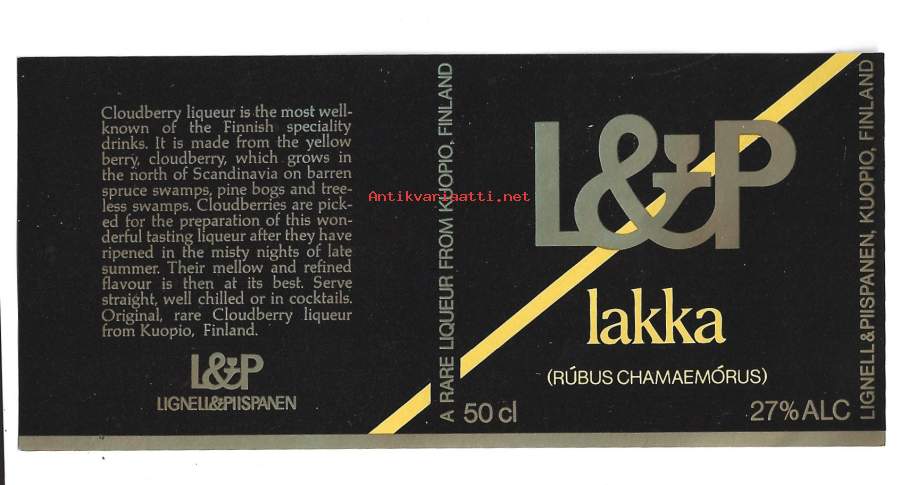 Cloudberry liqueur is the most well-
known of the Finnish speciality
drinks. It is made from the yellow
berry, cloudberry, which grows in
the north of Scandinavia on barren
spruce swamps, pine bogs and tree-
less swamps. Cloudberries are pick-
ed for the preparation of this won-
derful tasting liqueur after they have
ripened in the misty nights of late
summer. Their mellow and refined
flavour is then at its best. Serve
straight, well chilled or in cocktails.
Original, rare Cloudberry liqueur
from Kuopio, Finland.
L&P
LIGNELL&PIISPANEN
A RARE LIQUEUR FROM KUOPIO, FINLAND
Antikvariaatti.net
L&P
lakka
(RÚBUS CHAMAEMÓRUS)
50 cl
27% ALC
LIGNELL&PIISPANEN, KUOPIO, FINLAND